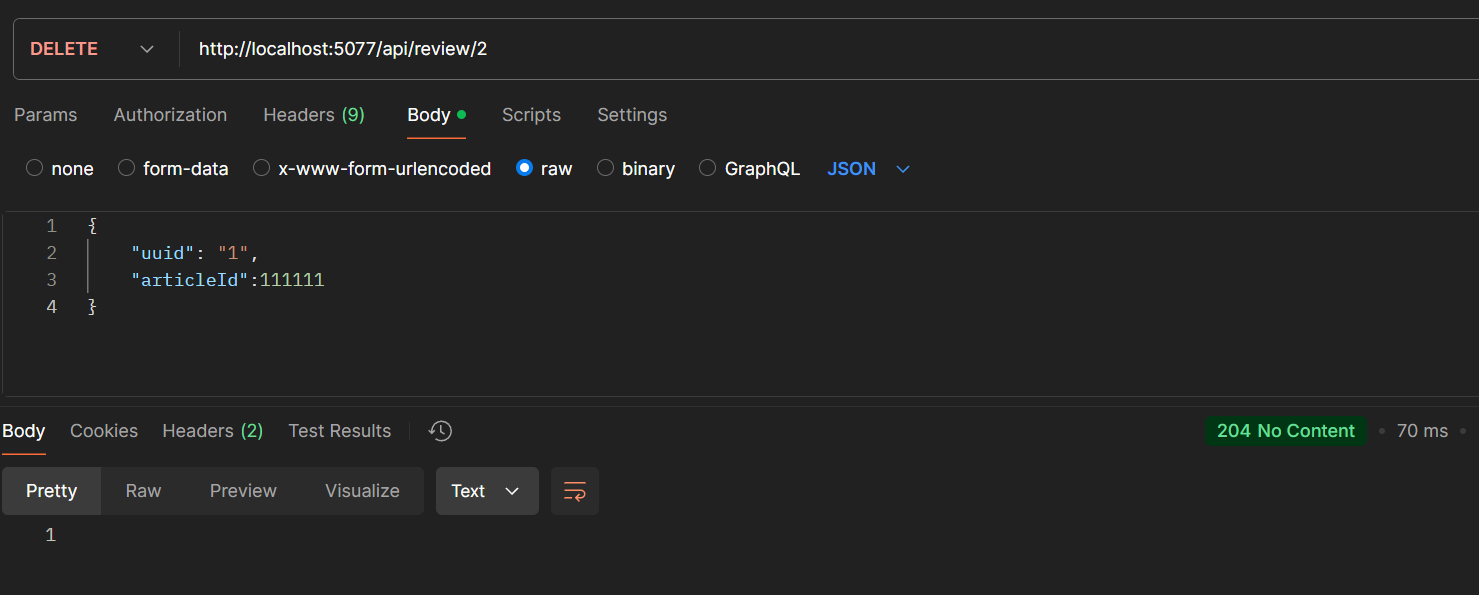 DELETE http://localhost:5077/api/review/2
Params Authorization Headers (9) Body Scripts Settings
none form-data x-www-form-urlencoded raw binary GraphQL JSON
1 {
2 "uuid": "1",
3 "articleId":111111
4 }
Body Cookies Headers (2) Test Results 204 No Content • 70 ms •
Pretty Raw Preview Visualize Text
1